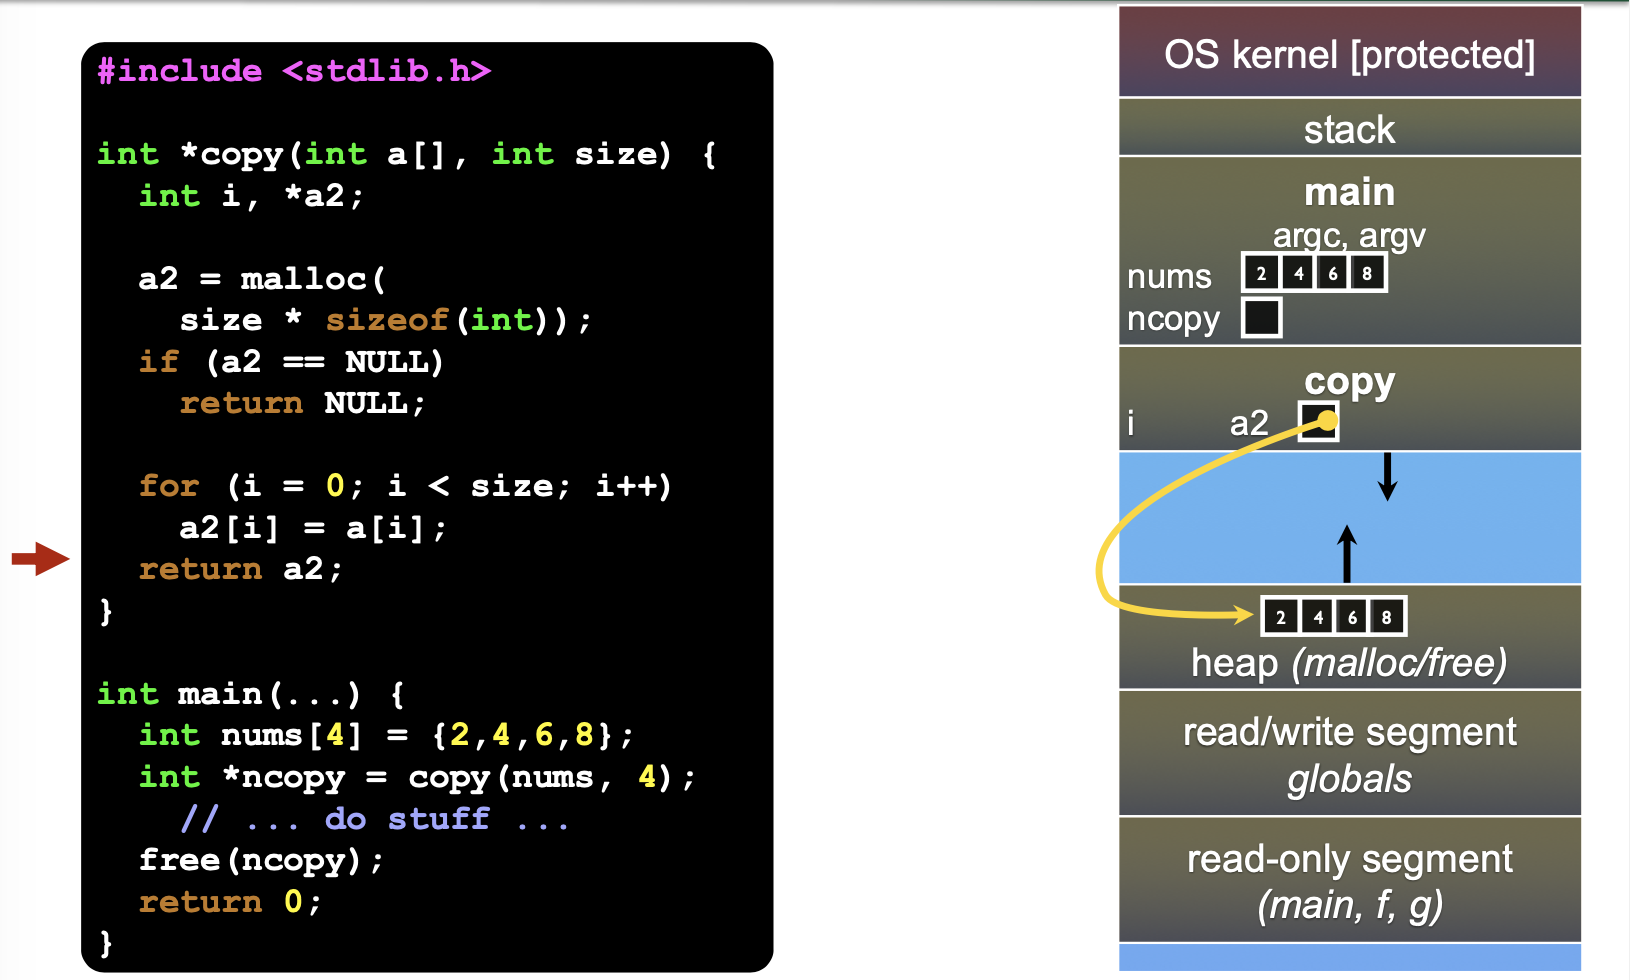 #include <stdlib.h>
int *copy(int a[], int size) {
int i, *a2;
a2 = malloc(
size * sizeof(int));
if (a2 == NULL)
return NULL;
for (i = 0; i < size; i++)
a2[i] = a[i];
return a2;
}
int main(...) {
int nums[4] = {2,4,6,8};
int *ncopy = copy(nums, 4);
// ... do stuff ...
free(ncopy);
return 0;
}
OS kernel [protected]
stack
main
argc, argv
nums 2 4 6 8
ncopy
copy
i a2
2 4 6 8
heap (malloc/free)
read/write segment
globals
read-only segment
(main, f, g)